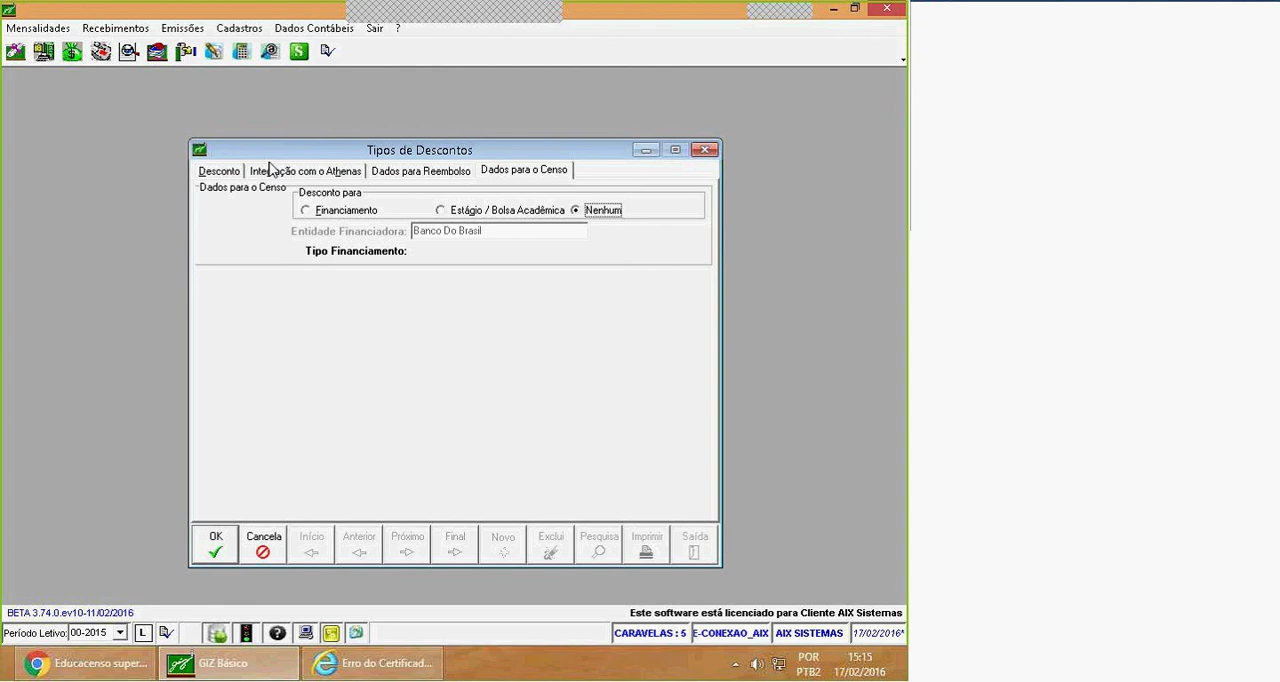 Mensalidades Recebimentos Emissões Cadastros Dados Contábeis Sair ?
Tipos de Descontos
Desconto Integração com o Athenas Dados para Reembolso Dados para o Censo
Dados para o Censo
Desconto para
Financiamento Estágio / Bolsa Acadêmica Nenhum
Entidade Financiadora: Banco Do Brasil
Tipo Financiamento:
OK Cancela Início Anterior Próximo Final Novo Exclui Pesquisa Imprimir Saída
BETA 3.74.0.ev10-11/02/2016 Este software está licenciado para Cliente AIX Sistemas
Período Letivo: 00-2015 L CARAVELAS : 5 E-CONEXAO_AIX AIX SISTEMAS 17/02/2016*
Educacenso super... GIZ Básico Erro do Certificad... POR 15:15
PTB2 17/02/2016